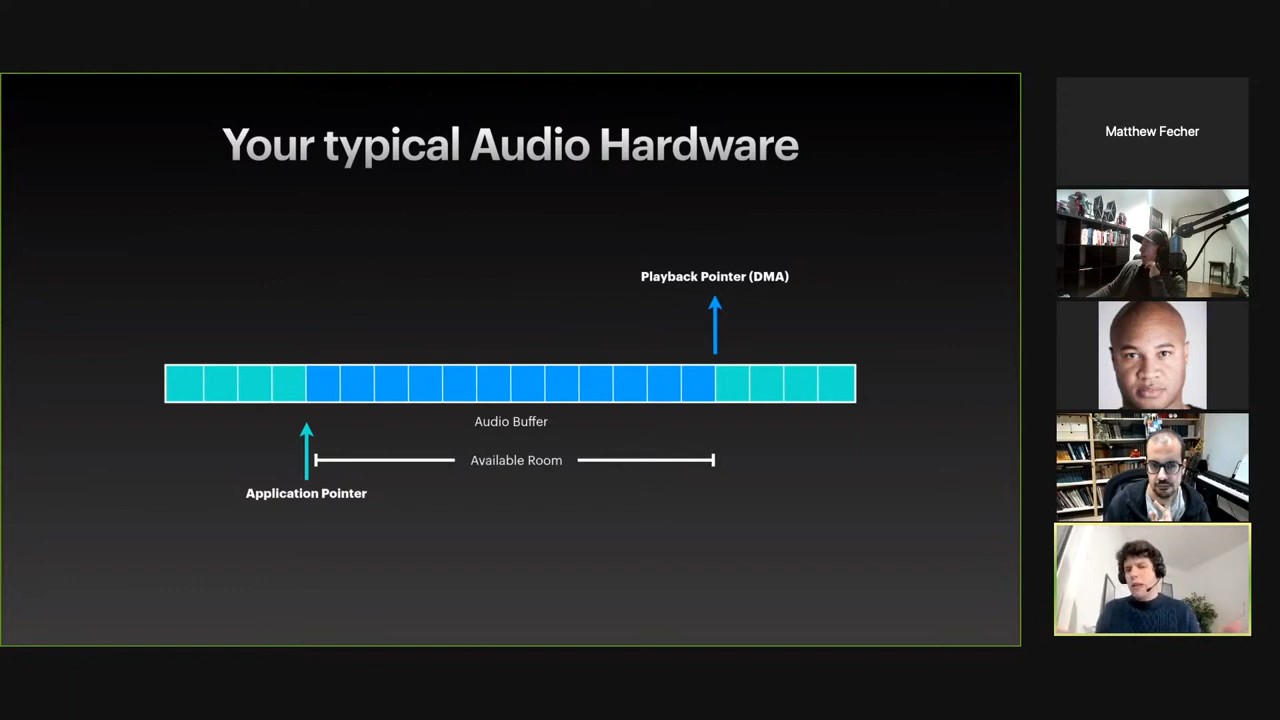 Your typical Audio Hardware
Playback Pointer (DMA)
Audio Buffer
Available Room
Application Pointer
Matthew Fecher